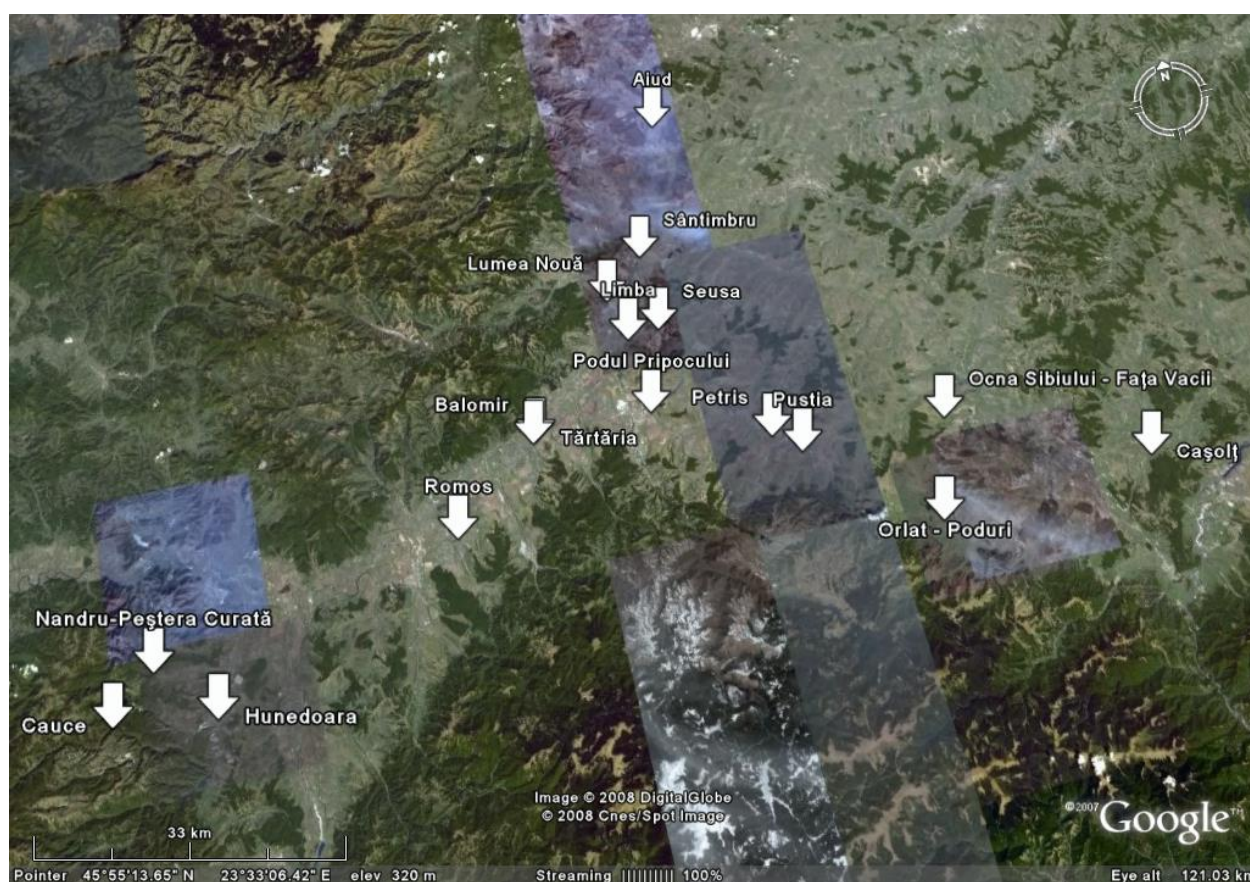 Aiud
N
Sântimbru
Lumea Nouă
Limba
Seusa
Podul Pripocului
Ocna Sibiului - Faţa Vacii
Petris
Pustia
Balomir
Tărtăria
Caşolţ
Romos
Orlat - Poduri
Nandru-Peştera Curată
Cauce
Hunedoara
Image © 2008 DigitalGlobe
© 2008 Cnes/Spot Image
©2007 Google™
33 km
Pointer 45°55'13.65" N 23°33'06.42" E elev 320 m Streaming 100% Eye alt 121.03 km